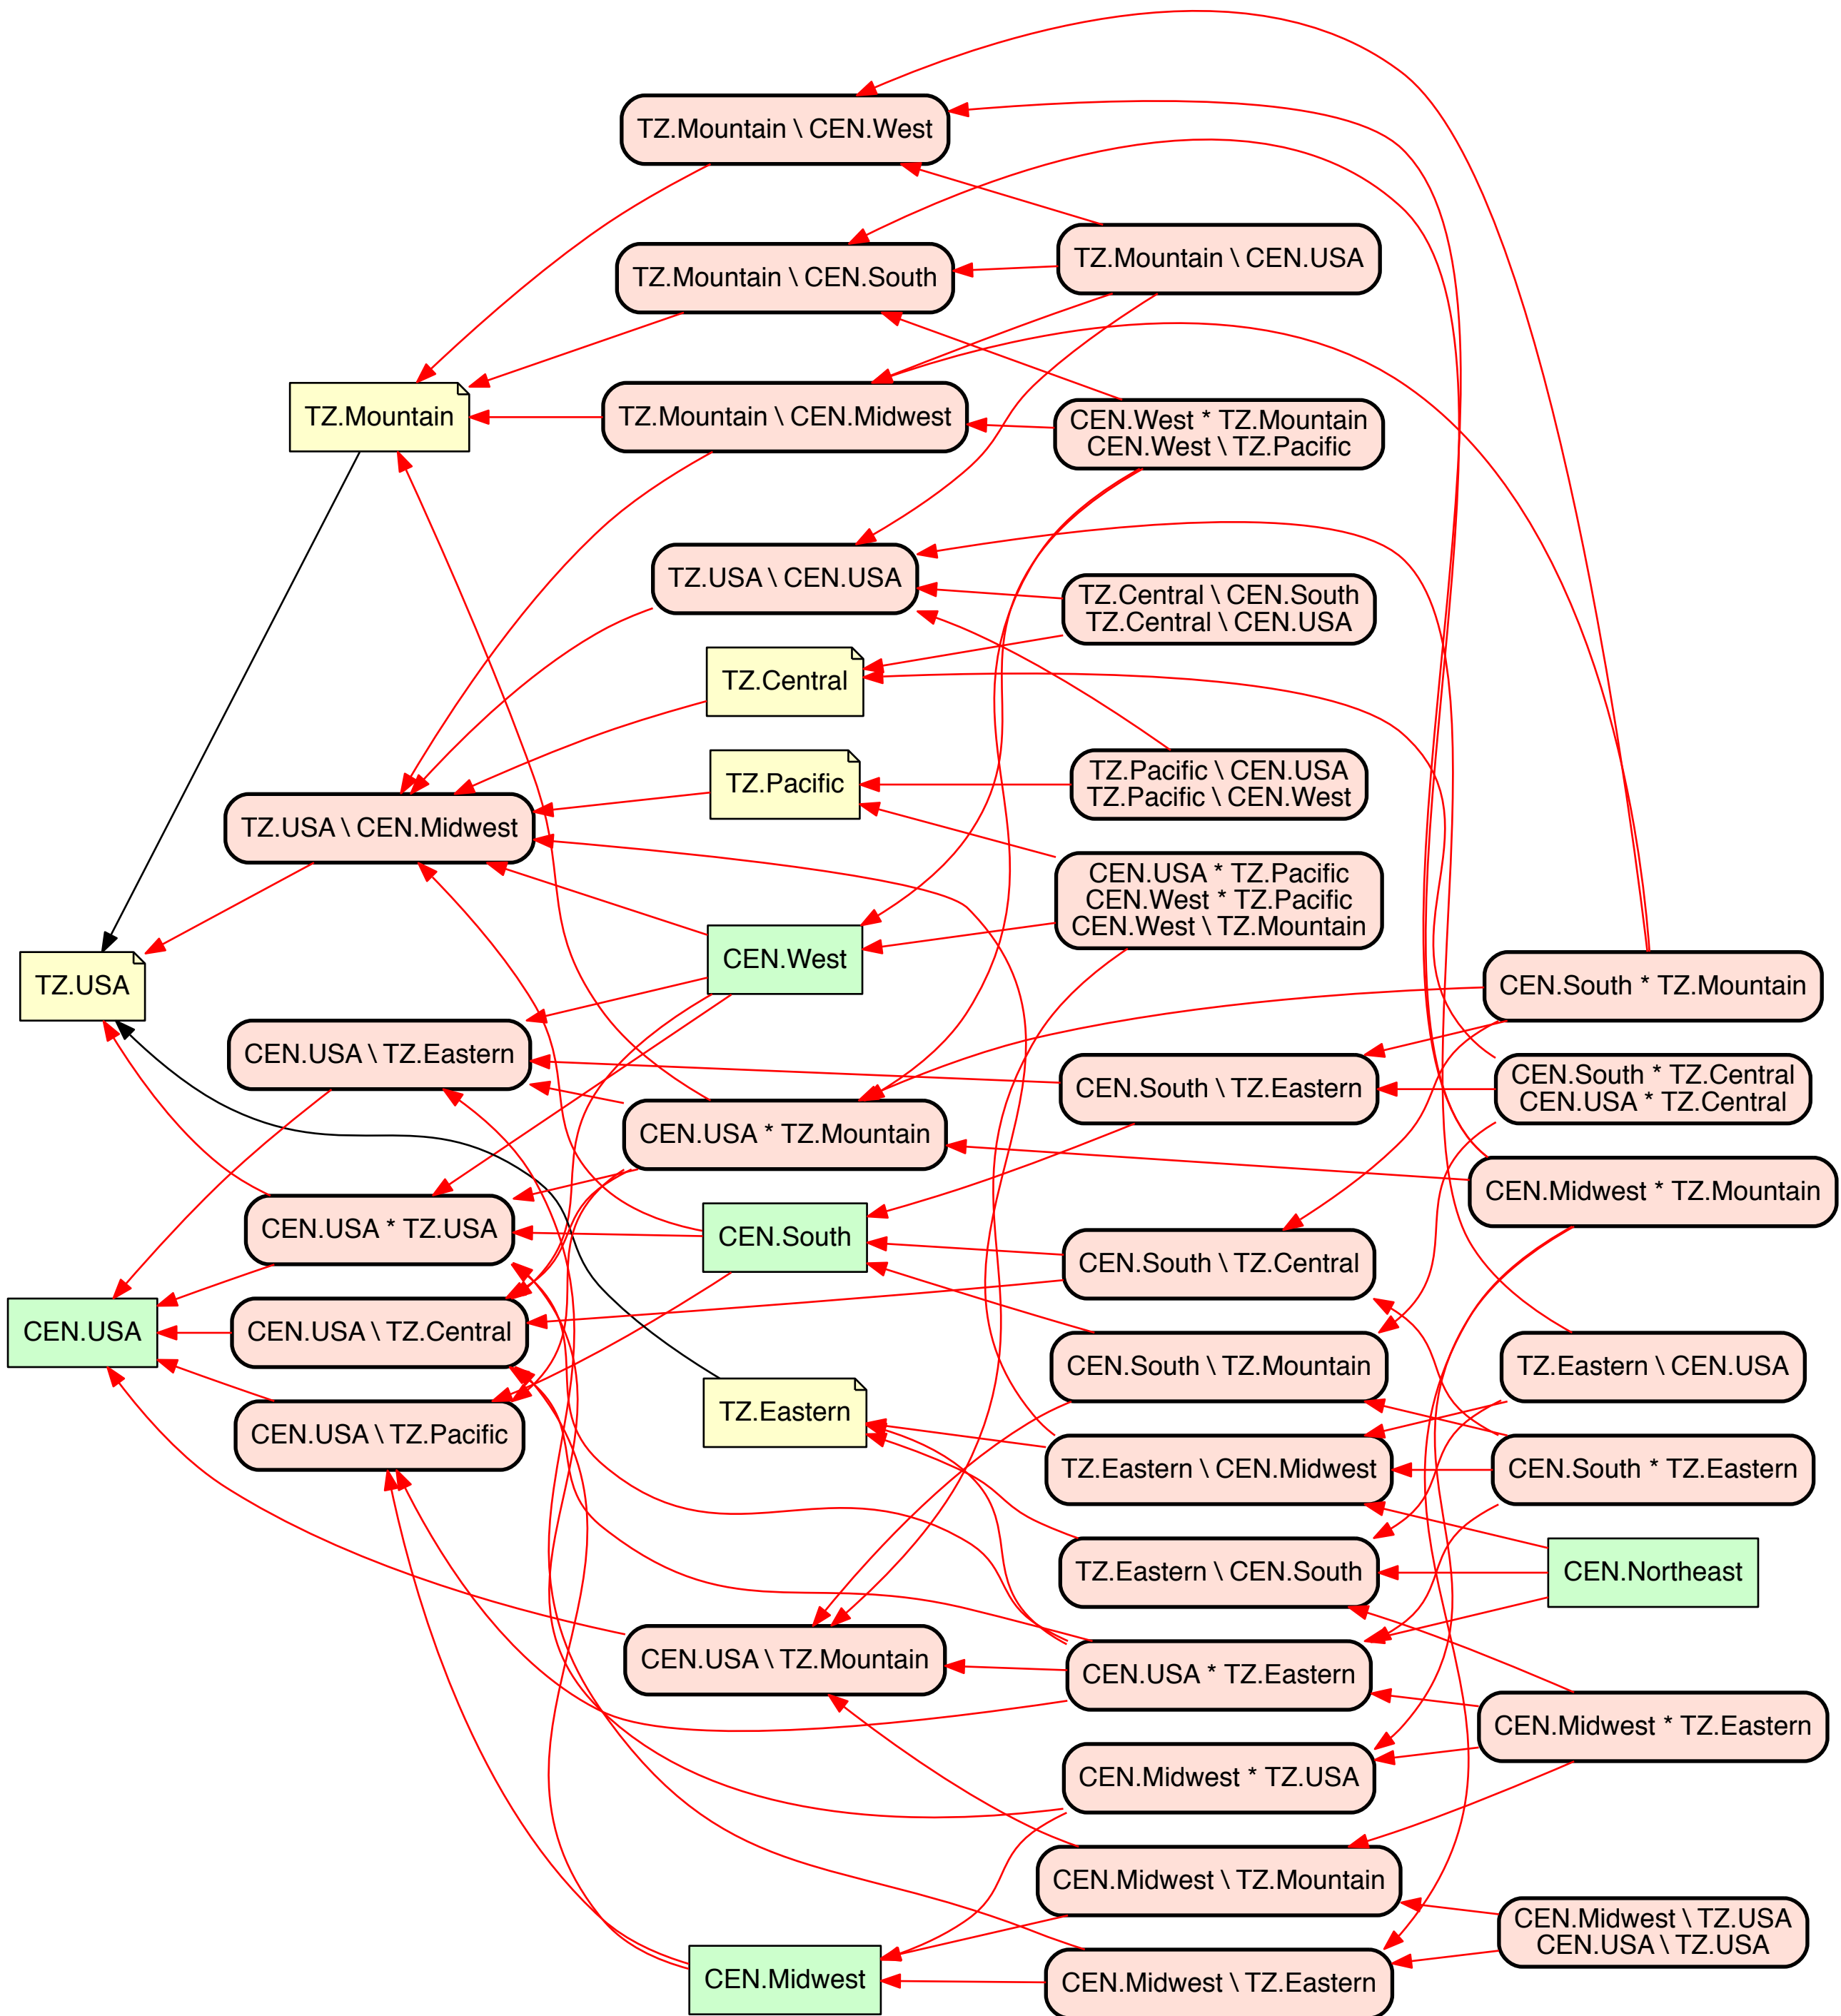 TZ.Mountain \ CEN.West
TZ.Mountain \ CEN.USA
TZ.Mountain \ CEN.South
TZ.Mountain
TZ.Mountain \ CEN.Midwest
CEN.West * TZ.Mountain
CEN.West \ TZ.Pacific
TZ.USA \ CEN.USA
TZ.Central \ CEN.South
TZ.Central \ CEN.USA
TZ.Central
TZ.Pacific
TZ.Pacific \ CEN.USA
TZ.Pacific \ CEN.West
TZ.USA \ CEN.Midwest
CEN.USA * TZ.Pacific
CEN.West * TZ.Pacific
CEN.West \ TZ.Mountain
CEN.West
TZ.USA
CEN.South * TZ.Mountain
CEN.USA \ TZ.Eastern
CEN.South \ TZ.Eastern
CEN.South * TZ.Central
CEN.USA * TZ.Central
CEN.USA * TZ.Mountain
CEN.Midwest * TZ.Mountain
CEN.USA * TZ.USA
CEN.South
CEN.South \ TZ.Central
CEN.USA
CEN.USA \ TZ.Central
CEN.South \ TZ.Mountain
TZ.Eastern \ CEN.USA
TZ.Eastern
CEN.USA \ TZ.Pacific
TZ.Eastern \ CEN.Midwest
CEN.South * TZ.Eastern
TZ.Eastern \ CEN.South
CEN.Northeast
CEN.USA \ TZ.Mountain
CEN.USA * TZ.Eastern
CEN.Midwest * TZ.Eastern
CEN.Midwest * TZ.USA
CEN.Midwest \ TZ.Mountain
CEN.Midwest \ TZ.USA
CEN.USA \ TZ.USA
CEN.Midwest
CEN.Midwest \ TZ.Eastern